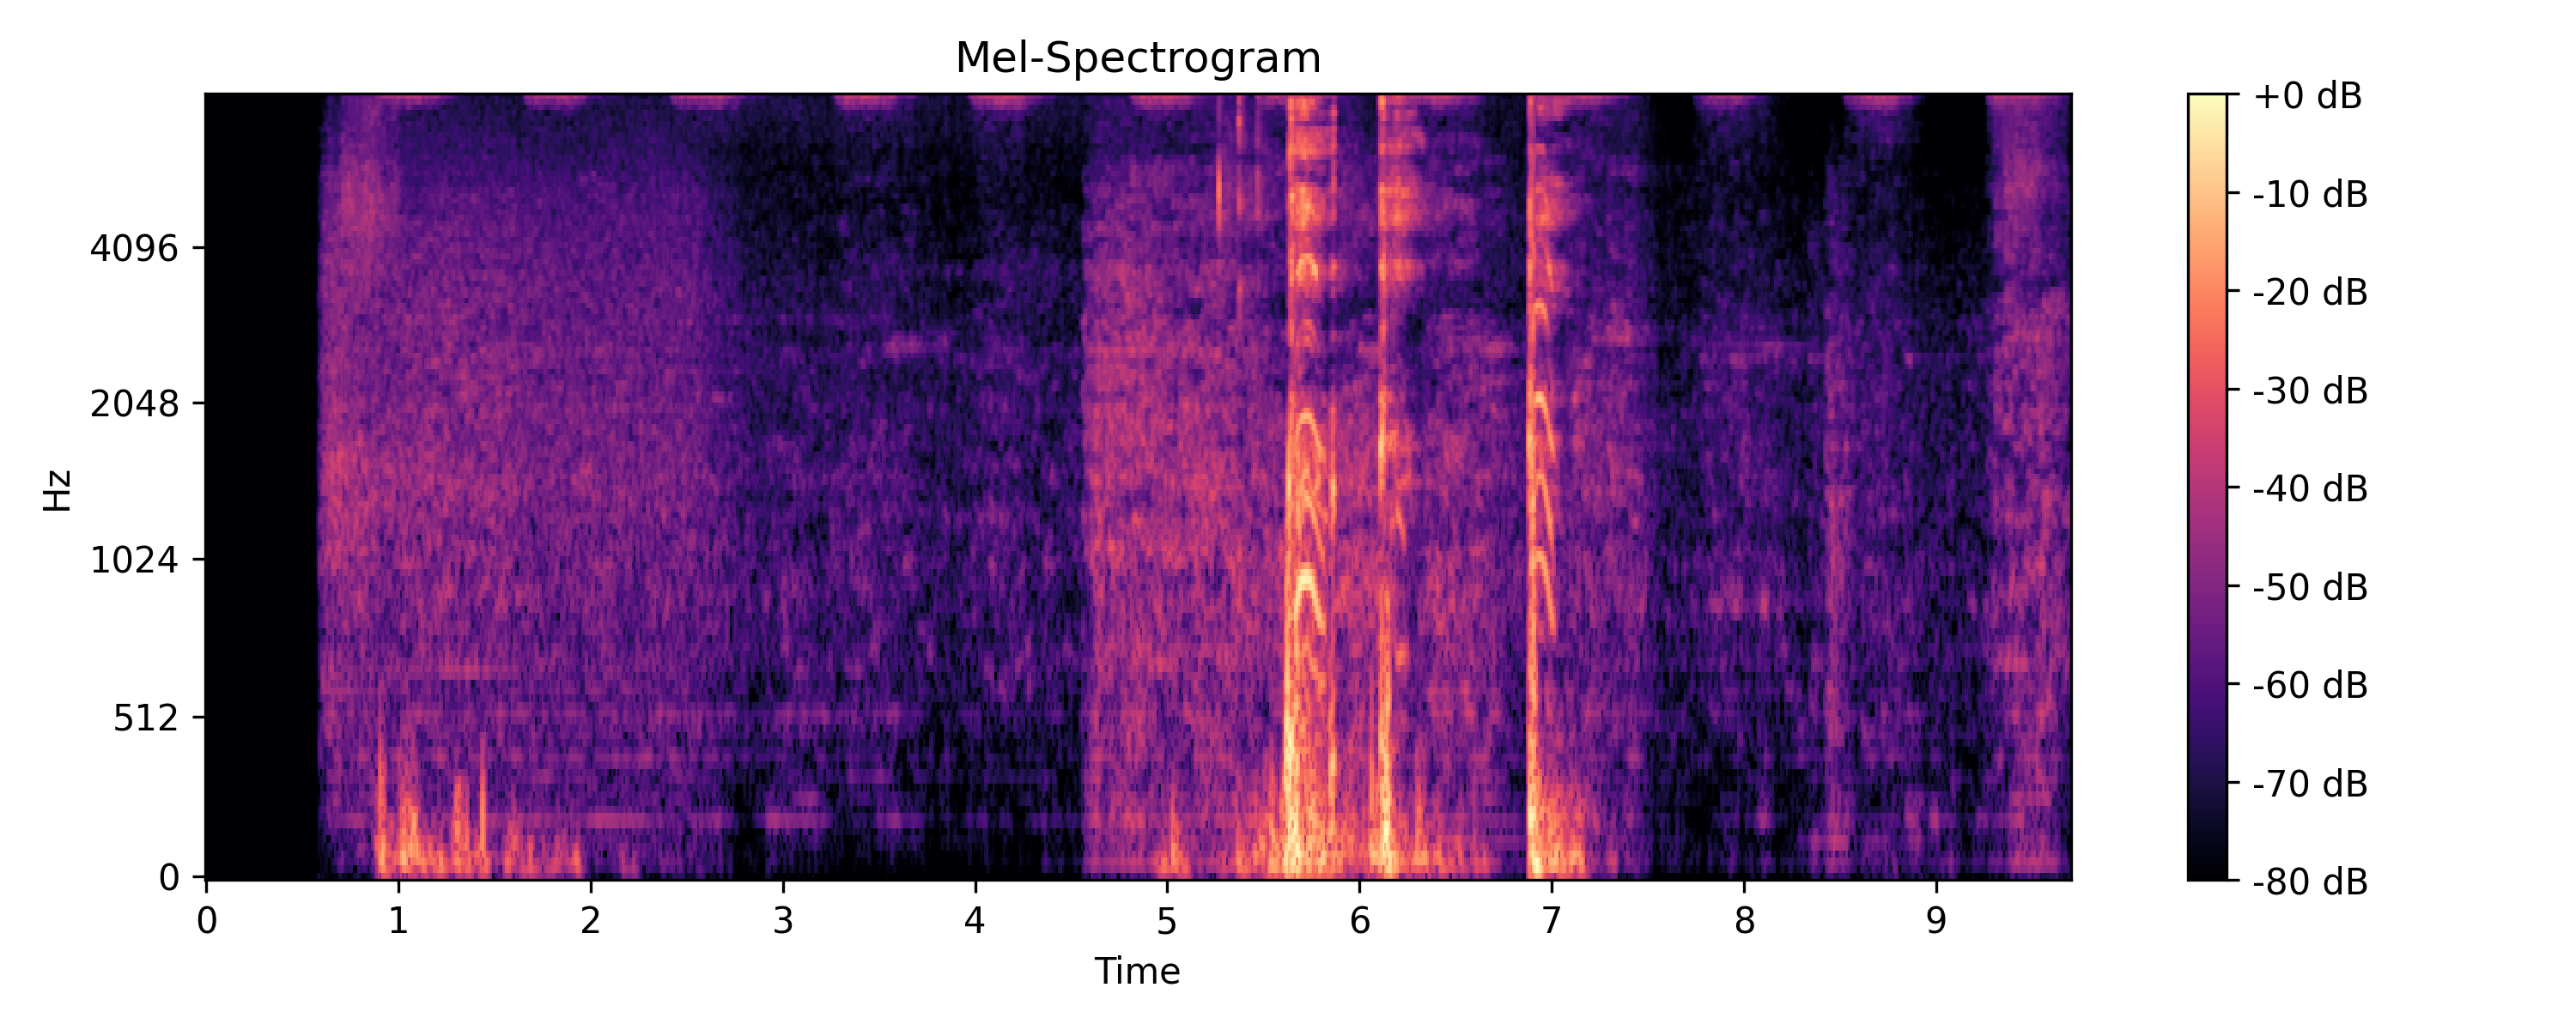 Mel-Spectrogram
Hz
4096
2048
1024
512
0
0 1 2 3 4 5 6 7 8 9
Time
+0 dB
-10 dB
-20 dB
-30 dB
-40 dB
-50 dB
-60 dB
-70 dB
-80 dB